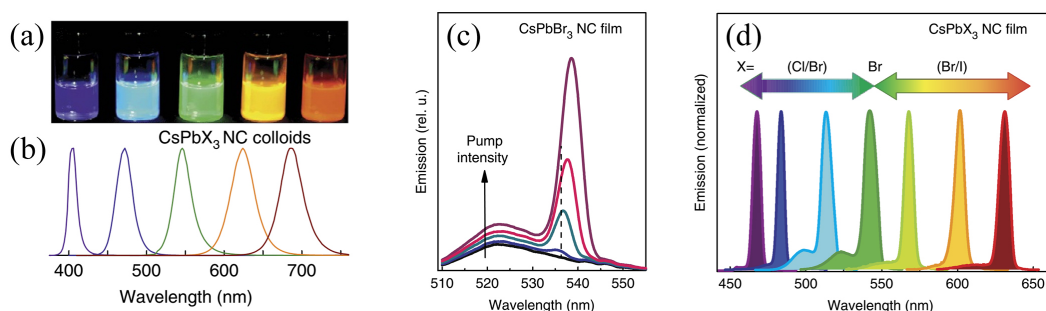 (a)
CsPbX3 NC colloids
(b)
400 500 600 700
Wavelength (nm)
(c)
CsPbBr3 NC film
Pump
intensity
Emission (rel. u.)
510 520 530 540 550
Wavelength (nm)
(d)
CsPbX3 NC film
X= (Cl/Br) Br (Br/I)
Emission (normalized)
450 500 550 600 650
Wavelength (nm)